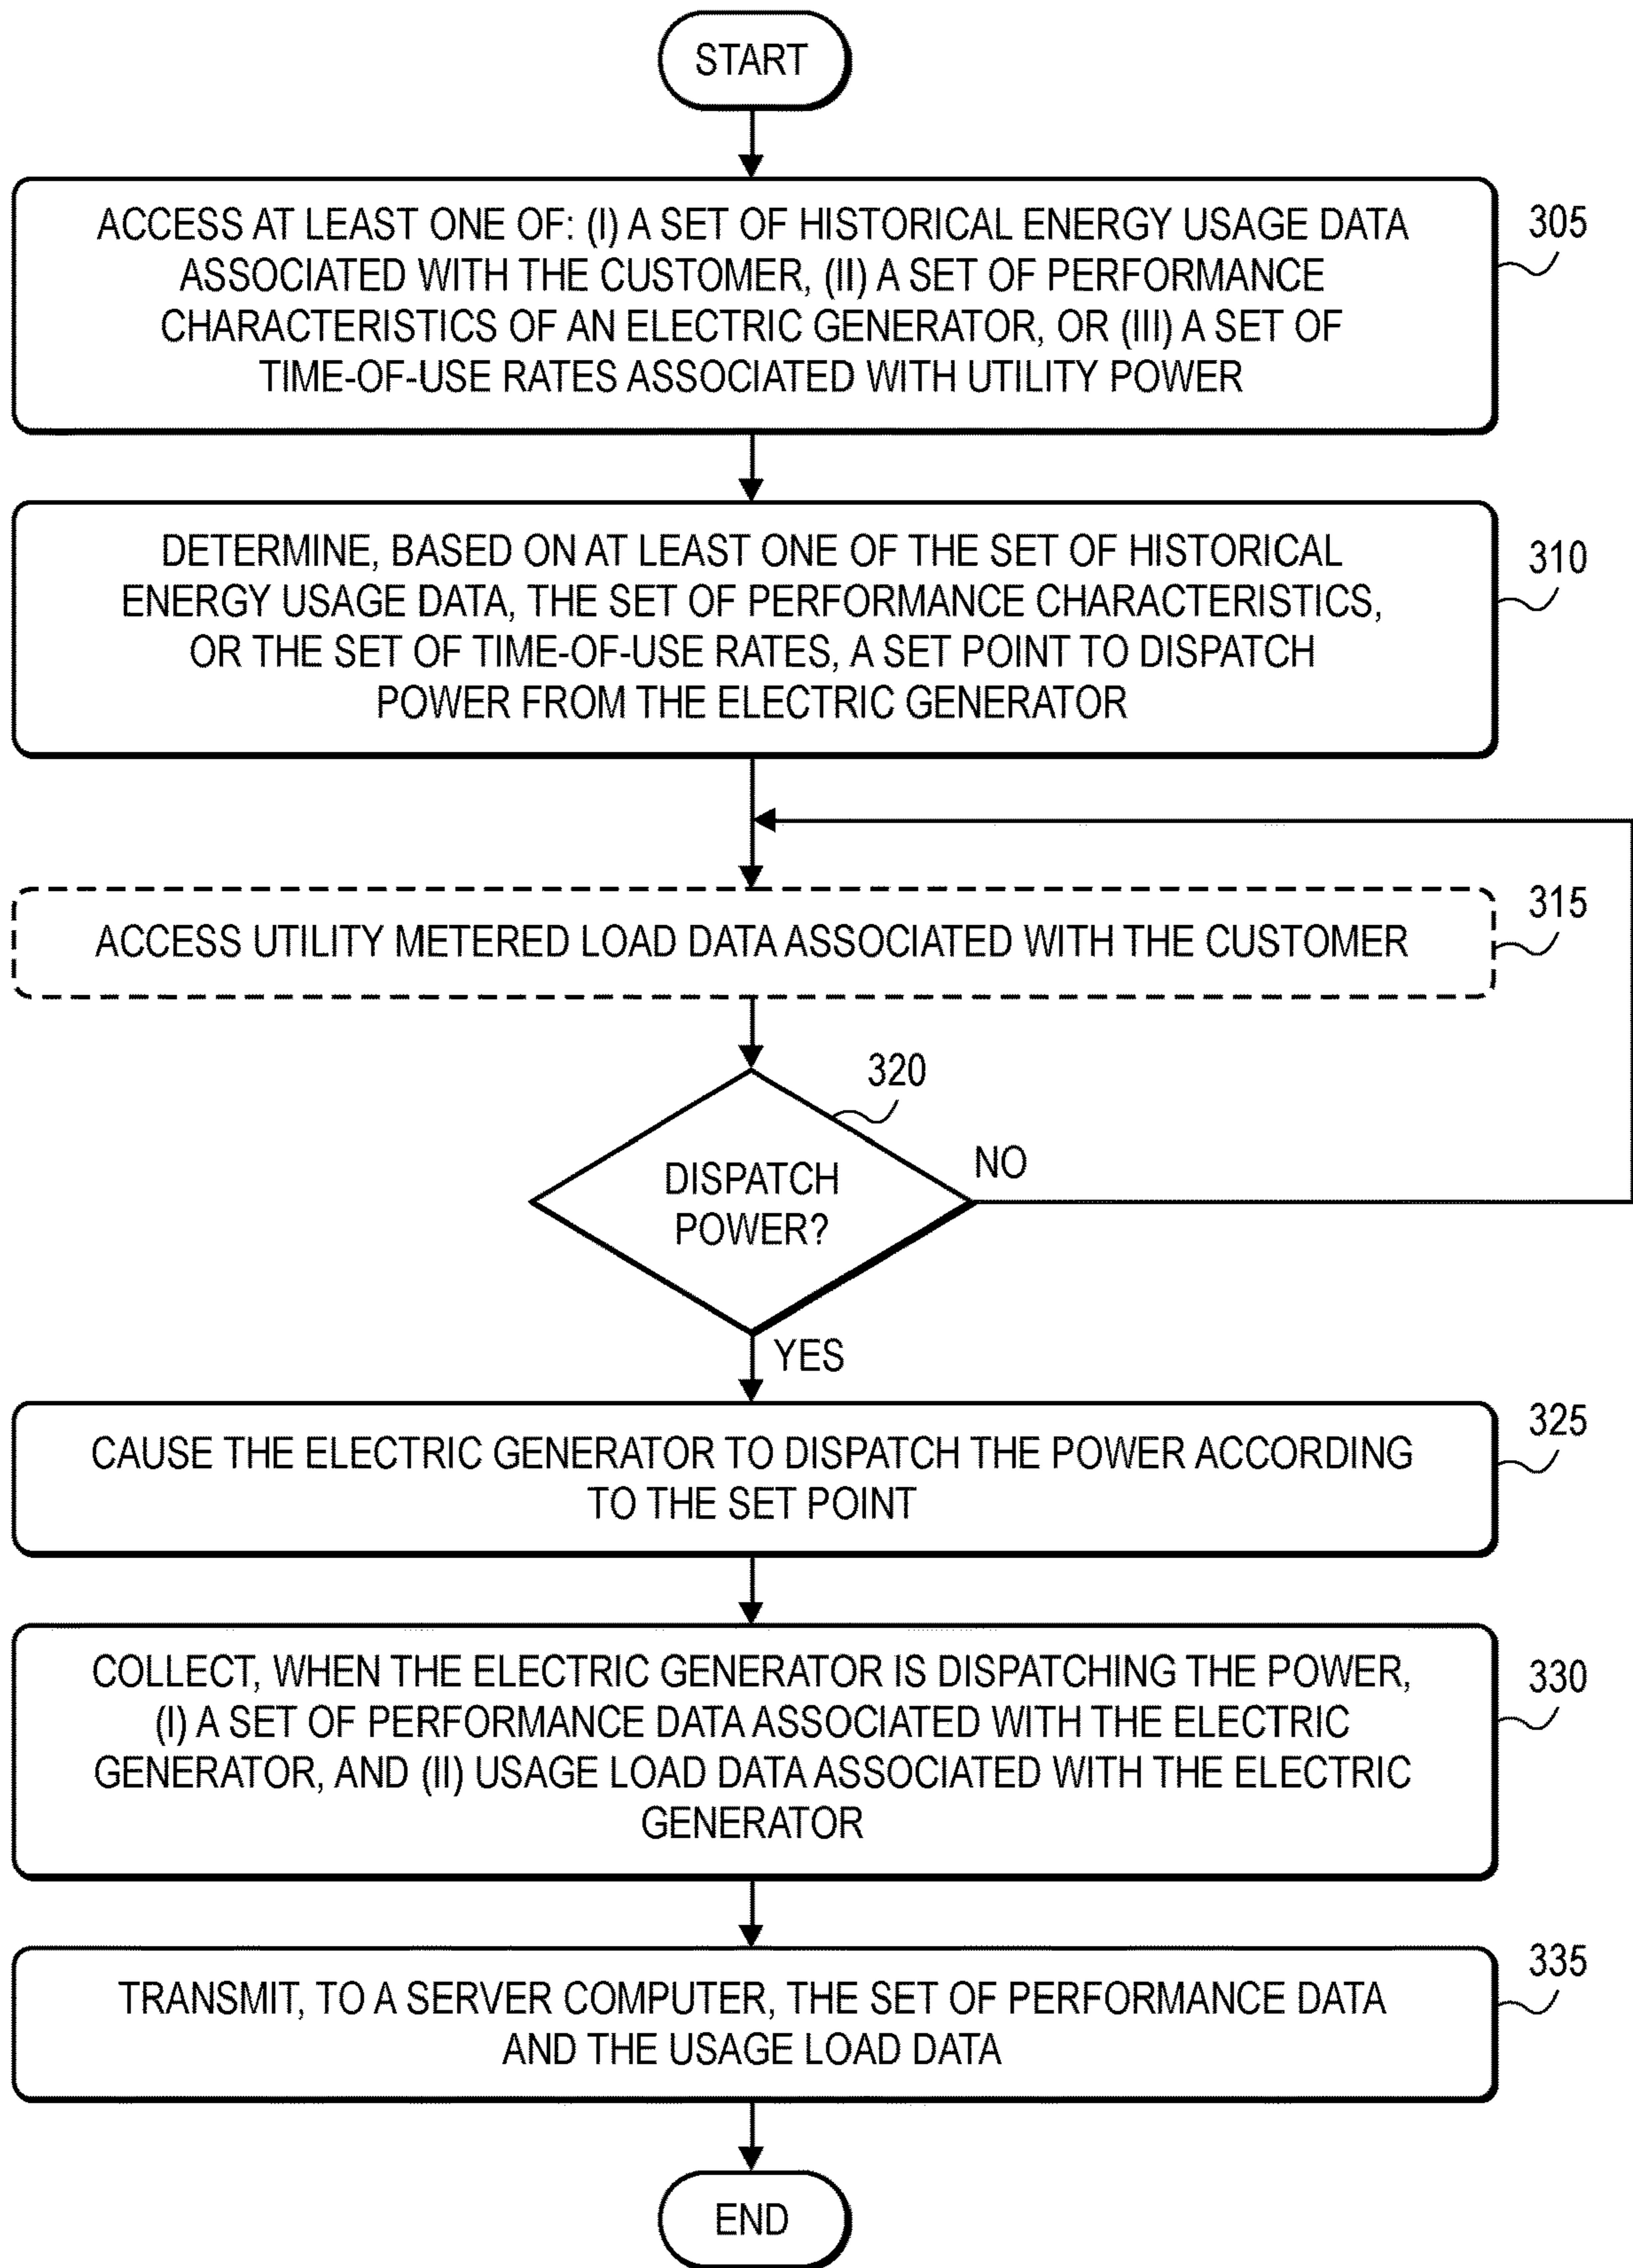 START
ACCESS AT LEAST ONE OF: (I) A SET OF HISTORICAL ENERGY USAGE DATA
ASSOCIATED WITH THE CUSTOMER, (II) A SET OF PERFORMANCE
CHARACTERISTICS OF AN ELECTRIC GENERATOR, OR (III) A SET OF
TIME-OF-USE RATES ASSOCIATED WITH UTILITY POWER
305
DETERMINE, BASED ON AT LEAST ONE OF THE SET OF HISTORICAL
ENERGY USAGE DATA, THE SET OF PERFORMANCE CHARACTERISTICS,
OR THE SET OF TIME-OF-USE RATES, A SET POINT TO DISPATCH
POWER FROM THE ELECTRIC GENERATOR
310
ACCESS UTILITY METERED LOAD DATA ASSOCIATED WITH THE CUSTOMER
315
320
DISPATCH
POWER?
NO
YES
CAUSE THE ELECTRIC GENERATOR TO DISPATCH THE POWER ACCORDING
TO THE SET POINT
325
COLLECT, WHEN THE ELECTRIC GENERATOR IS DISPATCHING THE POWER,
(I) A SET OF PERFORMANCE DATA ASSOCIATED WITH THE ELECTRIC
GENERATOR, AND (II) USAGE LOAD DATA ASSOCIATED WITH THE ELECTRIC
GENERATOR
330
TRANSMIT, TO A SERVER COMPUTER, THE SET OF PERFORMANCE DATA
AND THE USAGE LOAD DATA
335
END